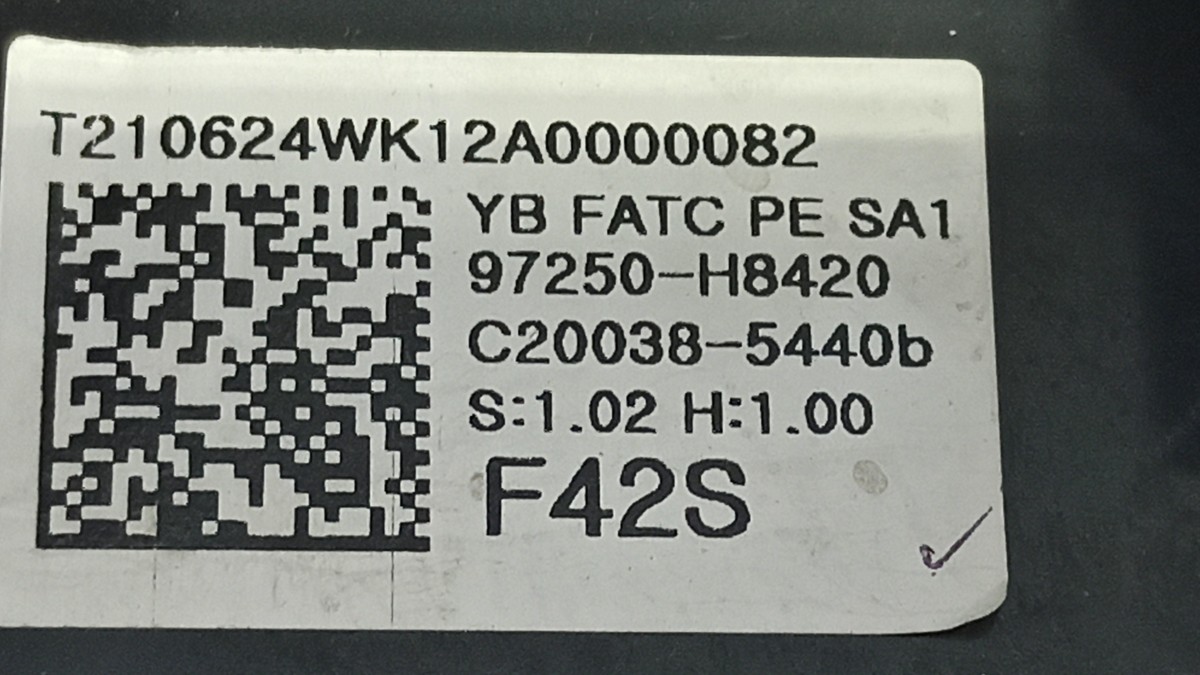 T210624WK12A0000082
YB FATC PE SA1
97250-H8420
C20038-5440b
S:1.02 H:1.00
F42S